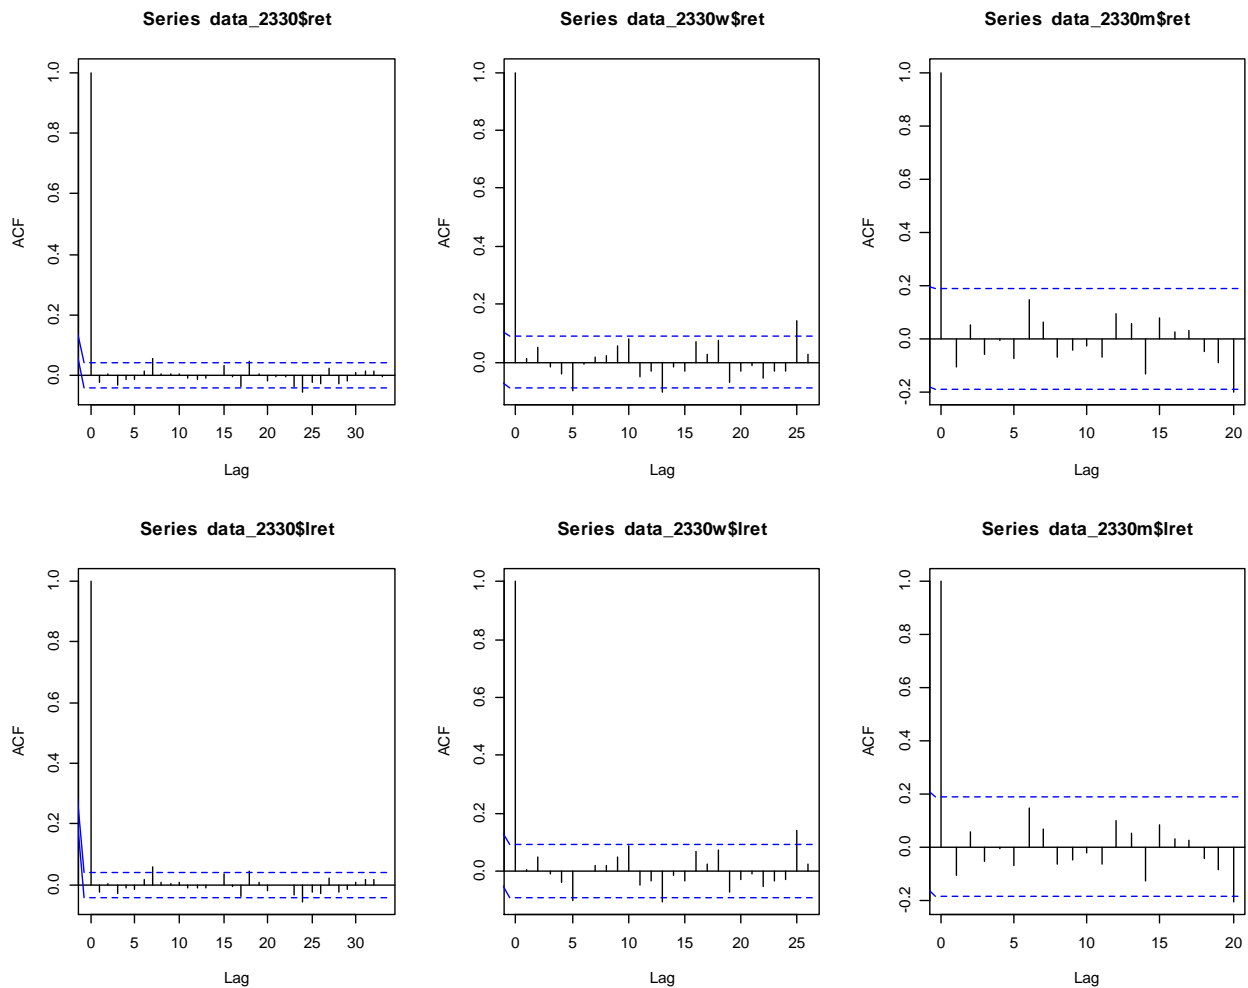 Series data_2330$ret
ACF
0.0 0.2 0.4 0.6 0.8 1.0
0 5 10 15 20 25 30
Lag
Series data_2330w$ret
ACF
0.0 0.2 0.4 0.6 0.8 1.0
0 5 10 15 20 25
Lag
Series data_2330m$ret
ACF
-0.2 0.0 0.2 0.4 0.6 0.8 1.0
0 5 10 15 20
Lag
Series data_2330$lret
ACF
0.0 0.2 0.4 0.6 0.8 1.0
0 5 10 15 20 25 30
Lag
Series data_2330w$lret
ACF
0.0 0.2 0.4 0.6 0.8 1.0
0 5 10 15 20 25
Lag
Series data_2330m$lret
ACF
-0.2 0.0 0.2 0.4 0.6 0.8 1.0
0 5 10 15 20
Lag